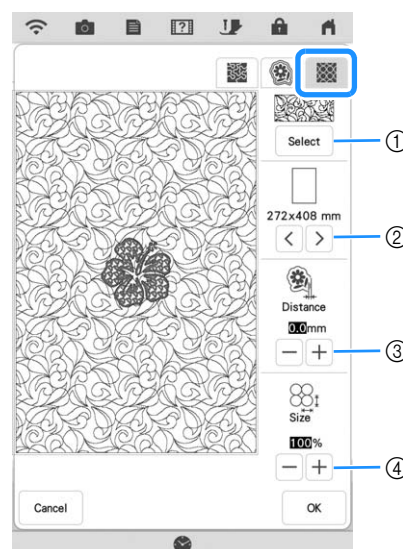 Select
①
272x408 mm
< >
②
Distance
0.0mm
− +
③
Size
100%
− +
④
Cancel
OK